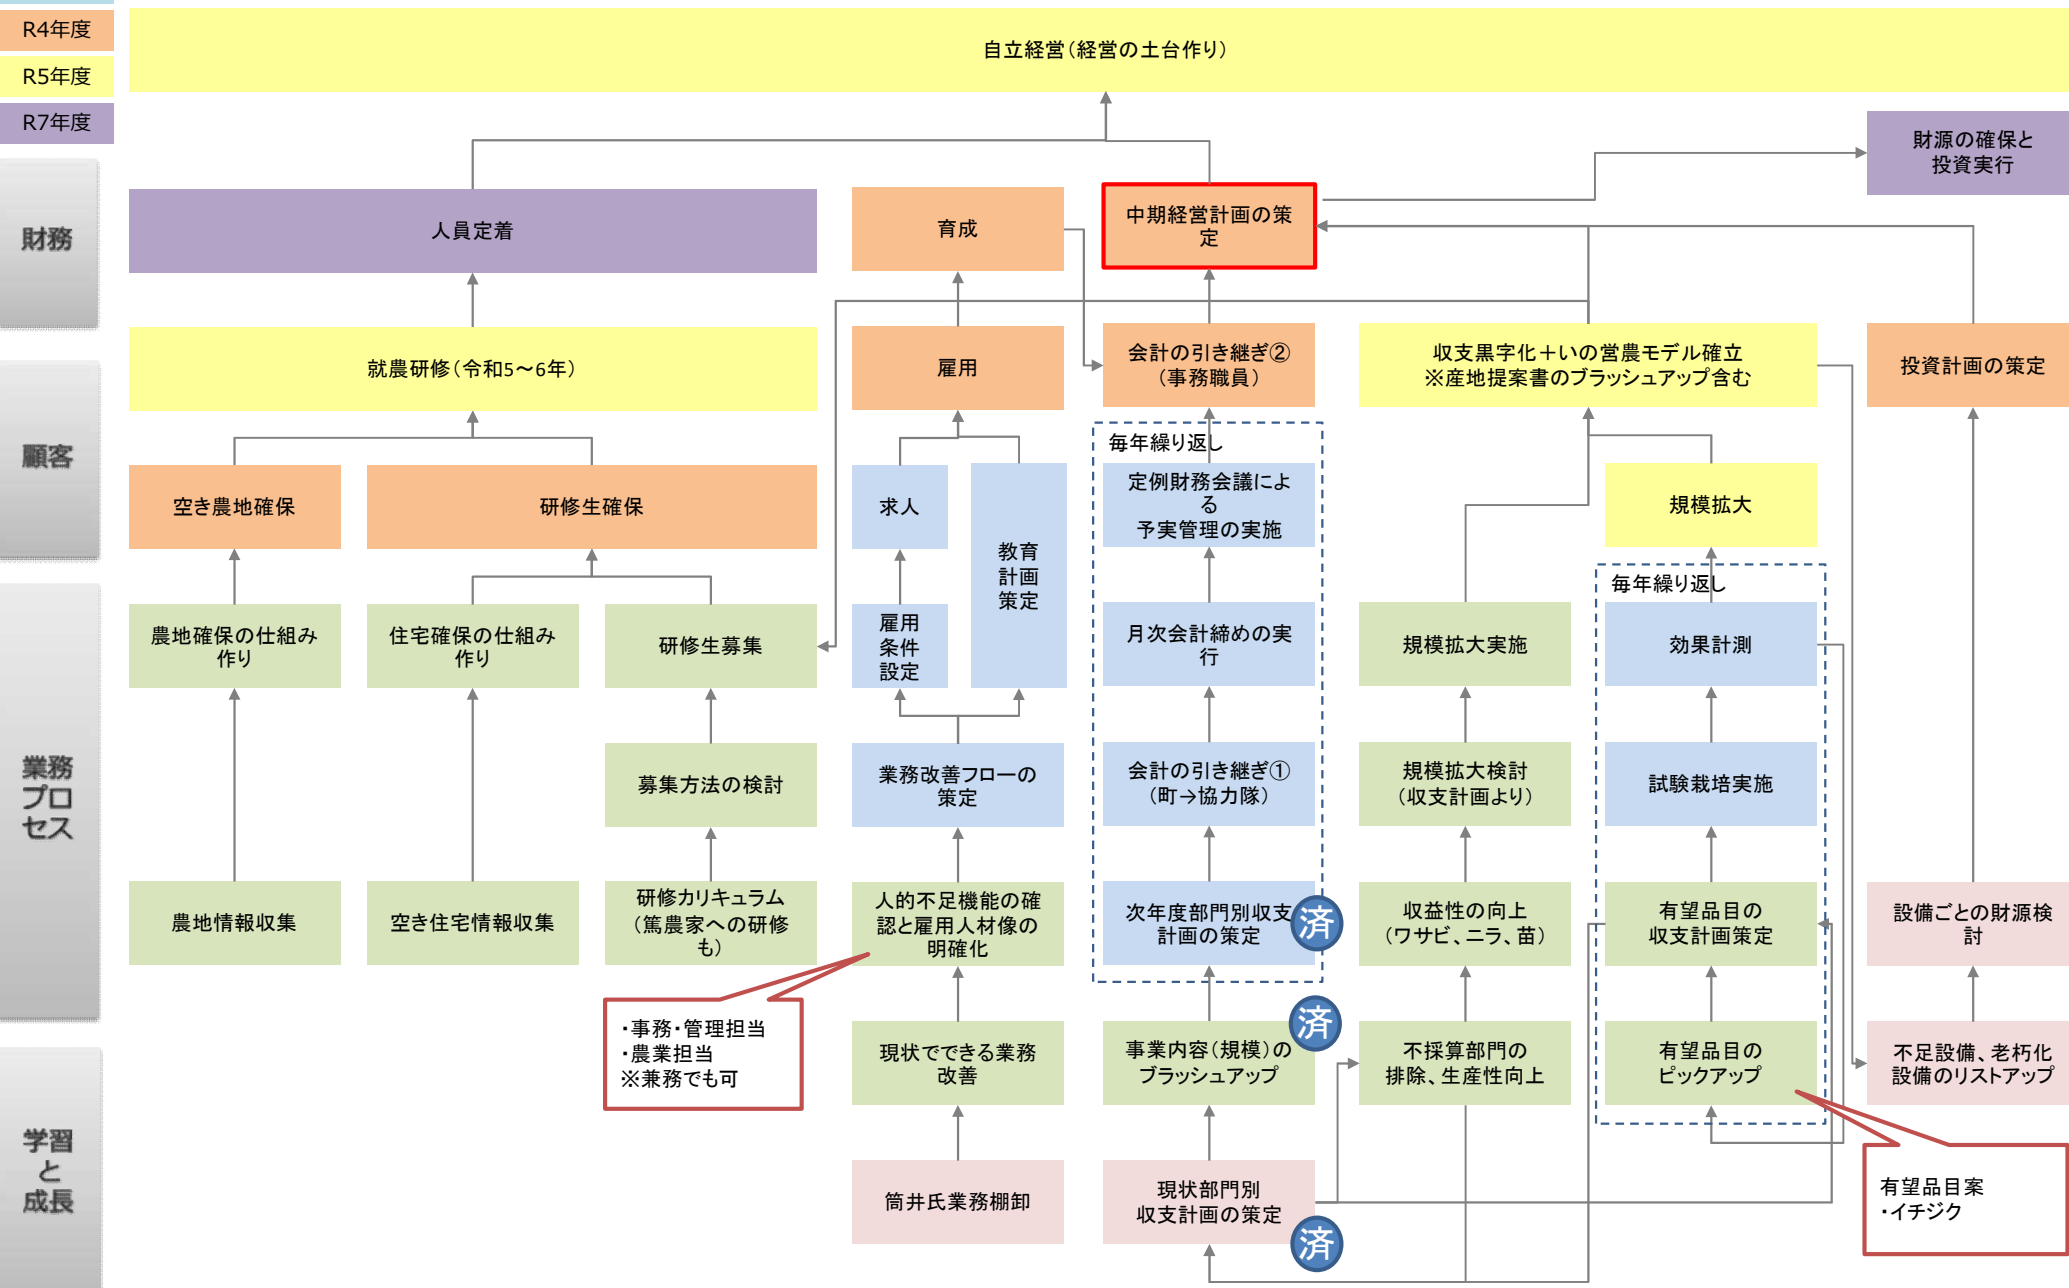 R4年度
R5年度
R7年度
自立経営（経営の土台作り）
財源の確保と
投資実行
財務
人員定着
育成
中期経営計画の策
定
就農研修（令和5～6年）
雇用
会計の引き継ぎ②
（事務職員）
収支黒字化＋いの営農モデル確立
※産地提案書のブラッシュアップ含む
投資計画の策定
顧客
毎年繰り返し
空き農地確保
研修生確保
求人
教育
計画
策定
定例財務会議によ
る
予実管理の実施
規模拡大
毎年繰り返し
農地確保の仕組み
作り
住宅確保の仕組み
作り
研修生募集
雇用
条件
設定
月次会計締めの実
行
規模拡大実施
効果計測
業務
プロ
セス
募集方法の検討
業務改善フローの
策定
会計の引き継ぎ①
（町→協力隊）
規模拡大検討
（収支計画より）
試験栽培実施
農地情報収集
空き住宅情報収集
研修カリキュラム
（篤農家への研修
も）
人的不足機能の確
認と雇用人材像の
明確化
次年度部門別収支
計画の策定
済
収益性の向上
（ワサビ、ニラ、苗）
有望品目の
収支計画策定
設備ごとの財源検
討
・事務・管理担当
・農業担当
※兼務でも可
現状でできる業務
改善
事業内容（規模）の
ブラッシュアップ
済
不採算部門の
排除、生産性向上
有望品目の
ピックアップ
不足設備、老朽化
設備のリストアップ
学習
と
成長
筒井氏業務棚卸
現状部門別
収支計画の策定
済
有望品目案
・イチジク